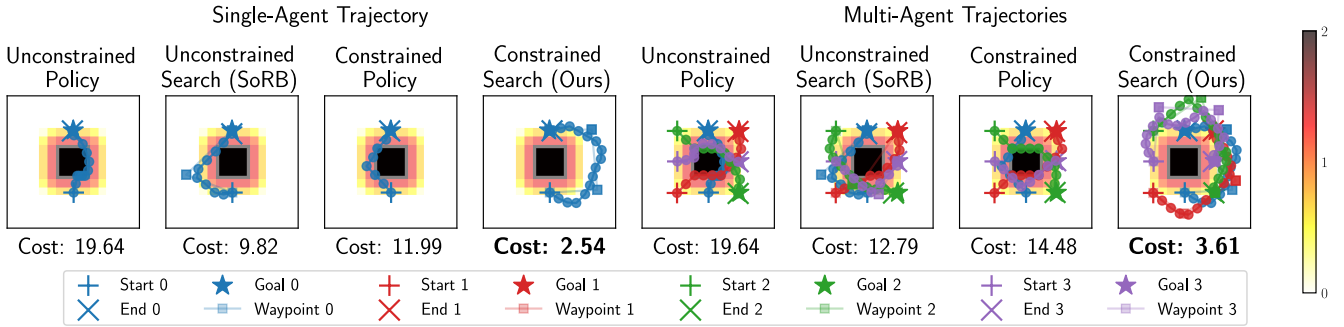 Single-Agent Trajectory
Multi-Agent Trajectories
Unconstrained Policy
Unconstrained Search (SoRB)
Constrained Policy
Constrained Search (Ours)
Unconstrained Policy
Unconstrained Search (SoRB)
Constrained Policy
Constrained Search (Ours)
2
1
0
Cost: 19.64
Cost: 9.82
Cost: 11.99
Cost: 2.54
Cost: 19.64
Cost: 12.79
Cost: 14.48
Cost: 3.61
Start 0
Goal 0
Start 1
Goal 1
Start 2
Goal 2
Start 3
Goal 3
End 0
Waypoint 0
End 1
Waypoint 1
End 2
Waypoint 2
End 3
Waypoint 3